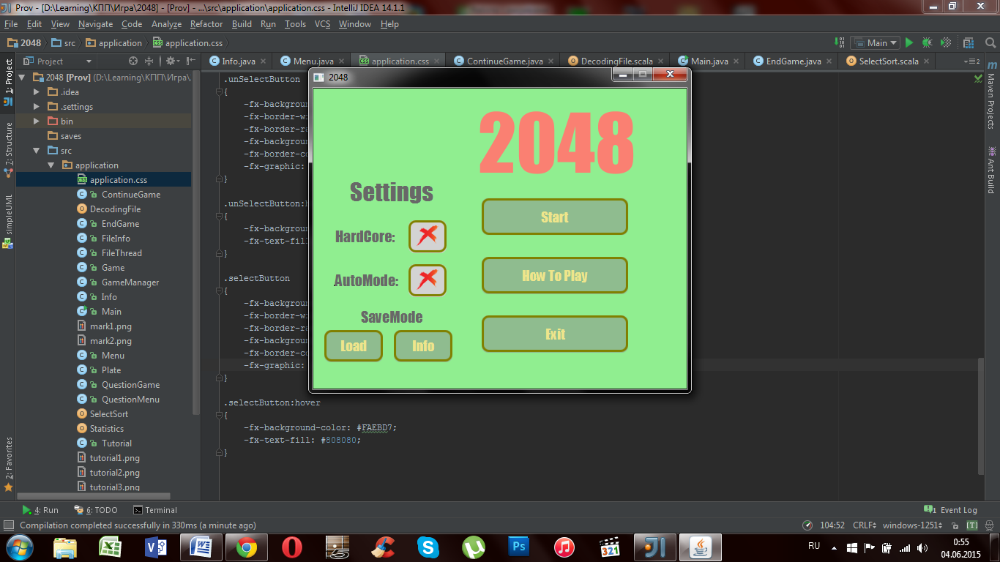 Prov - [D:\Learning\КПП\Игра\2048] - [Prov] - ...\src\application\application.css - IntelliJ IDEA 14.1.1
File Edit View Navigate Code Analyze Refactor Build Run Tools VCS Window Help
2048 src application application.css Main
Project Info.java Menu.java application.css ContinueGame.java DecodingFile.scala Main.java EndGame.java SelectSort.scala
1: Project
7: Structure
simpleUML
2: Favorites
2048 [Prov] (D:\Learning\КПП\Игра\
.idea
.settings
bin
saves
src
application
application.css
ContinueGame
DecodingFile
EndGame
FileInfo
FileThread
Game
GameManager
Info
Main
mark1.png
mark2.png
Menu
Plate
QuestionGame
QuestionMenu
SelectSort
Statistics
Tutorial
tutorial1.png
tutorial2.png
tutorial3.png
.unSelectButton
{
-fx-backgroun
-fx-border-wi
-fx-border-ra
-fx-backgroun
-fx-border-co
-fx-graphic:
}
.unSelectButton:h
{
-fx-backgroun
-fx-text-fill
}
.selectButton
{
-fx-backgroun
-fx-border-wi
-fx-border-ra
-fx-backgroun
-fx-border-co
-fx-graphic:
}
.selectButton:hover
{
-fx-background-color: #FAEBD7;
-fx-text-fill: #808080;
}
2048
2048
Settings
HardCore:
AutoMode:
SaveMode
Load Info
Start
How To Play
Exit
Maven Projects
Ant Build
4: Run 6: TODO Terminal 1 Event Log
Compilation completed successfully in 330ms (a minute ago) 104:52 CRLF windows-1251 [T]
RU 0:55
04.06.2015